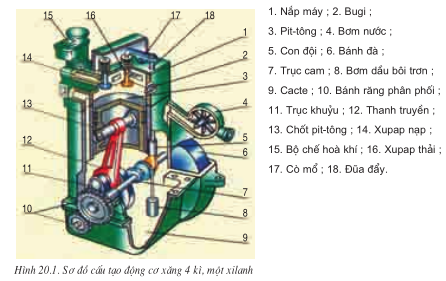 15
16
17
18
14
13
12
11
10
1
2
3
4
5
6
7
8
9
1. Nắp máy ; 2. Bugi ;
3. Pit-tông ; 4. Bơm nước ;
5. Con đội ; 6. Bánh đà ;
7. Trục cam ; 8. Bơm dầu bôi trơn ;
9. Cacte ; 10. Bánh răng phân phối ;
11. Trục khuỷu ; 12. Thanh truyền ;
13. Chốt pit-tông ; 14. Xupap nạp ;
15. Bộ chế hoà khí ; 16. Xupap thải ;
17. Cò mổ ; 18. Đũa đẩy.
Hình 20.1. Sơ đồ cấu tạo động cơ xăng 4 kì, một xilanh